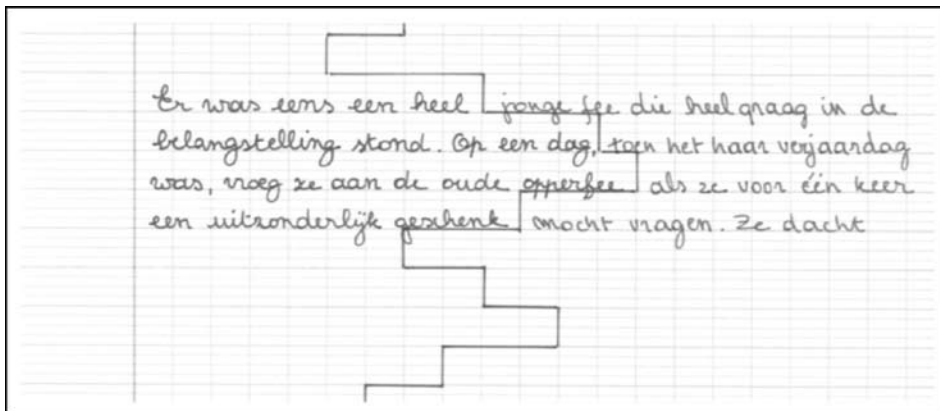 Er was eens een heel jonge fee die heel graag in de
belangstelling stond. Op een dag, toen het haar verjaardag
was, vroeg ze aan de oude opperfee als ze voor één keer
een uitzonderlijk geschenk mocht vragen. Ze dacht